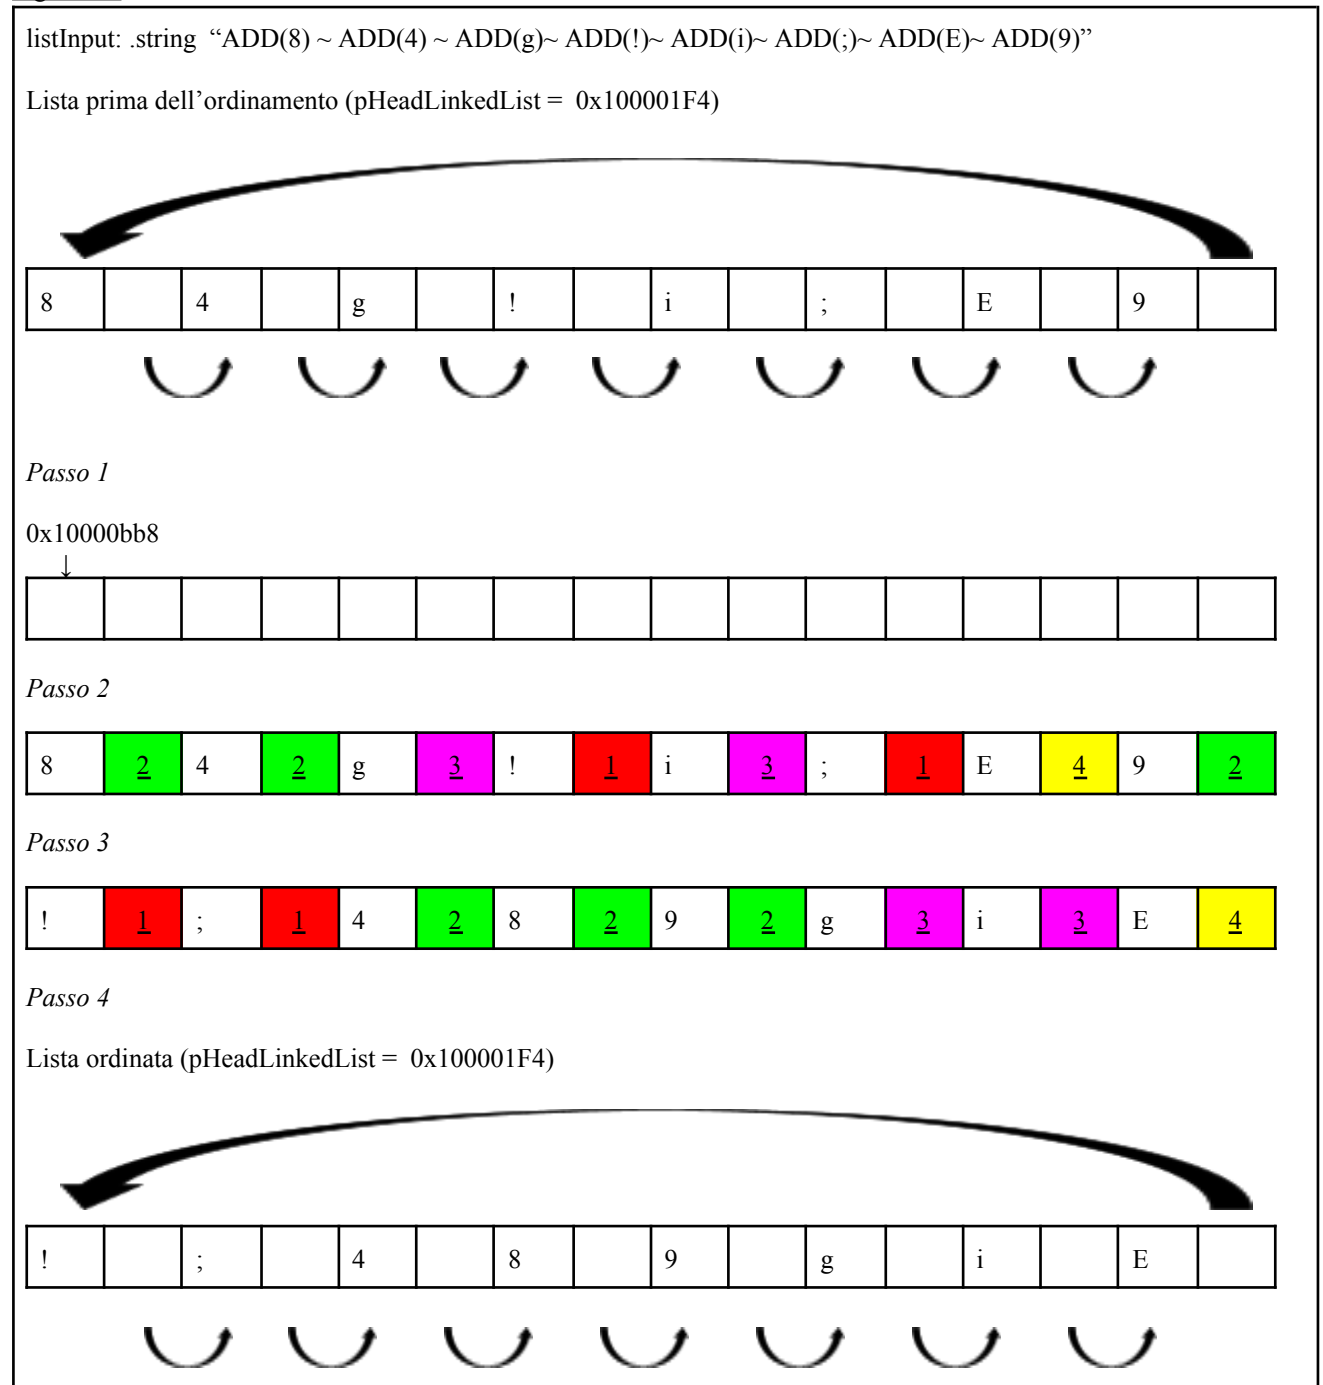 listInput: .string “ADD(8) ~ ADD(4) ~ ADD(g)~ ADD(!)~ ADD(i)~ ADD(;)~ ADD(E)~ ADD(9)”
Lista prima dell’ordinamento (pHeadLinkedList = 0x100001F4)
8 4 g ! i ; E 9
Passo 1
0x10000bb8
↓
Passo 2
8 2 4 2 g 3 ! 1 i 3 ; 1 E 4 9 2
Passo 3
! 1 ; 1 4 2 8 2 9 2 g 3 i 3 E 4
Passo 4
Lista ordinata (pHeadLinkedList = 0x100001F4)
! ; 4 8 9 g i E